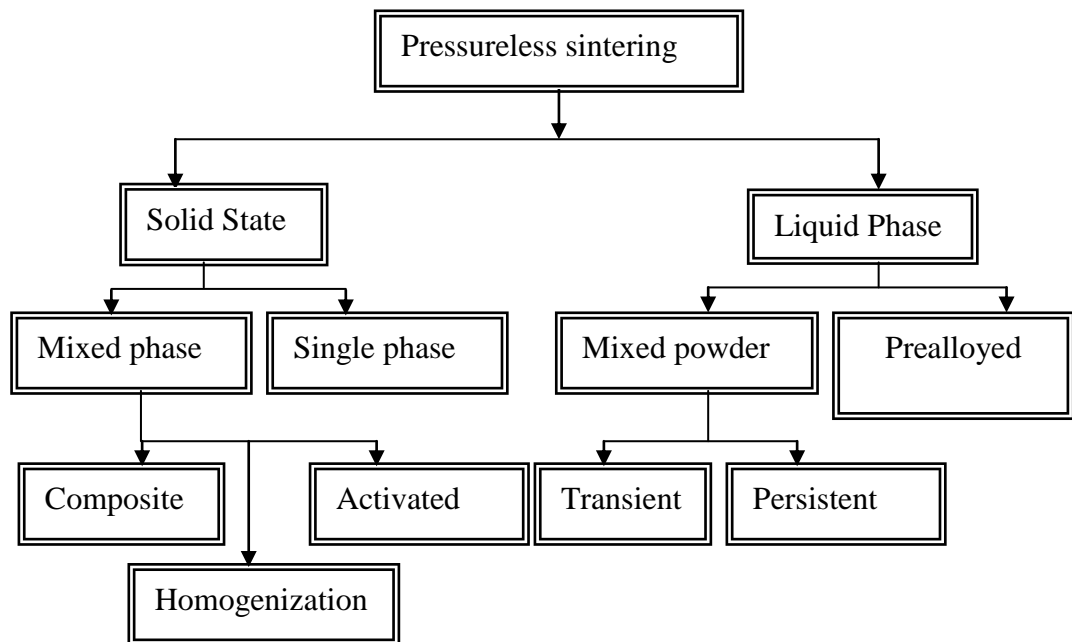 Pressureless sintering
Solid State
Liquid Phase
Mixed phase
Single phase
Mixed powder
Prealloyed
Composite
Activated
Transient
Persistent
Homogenization